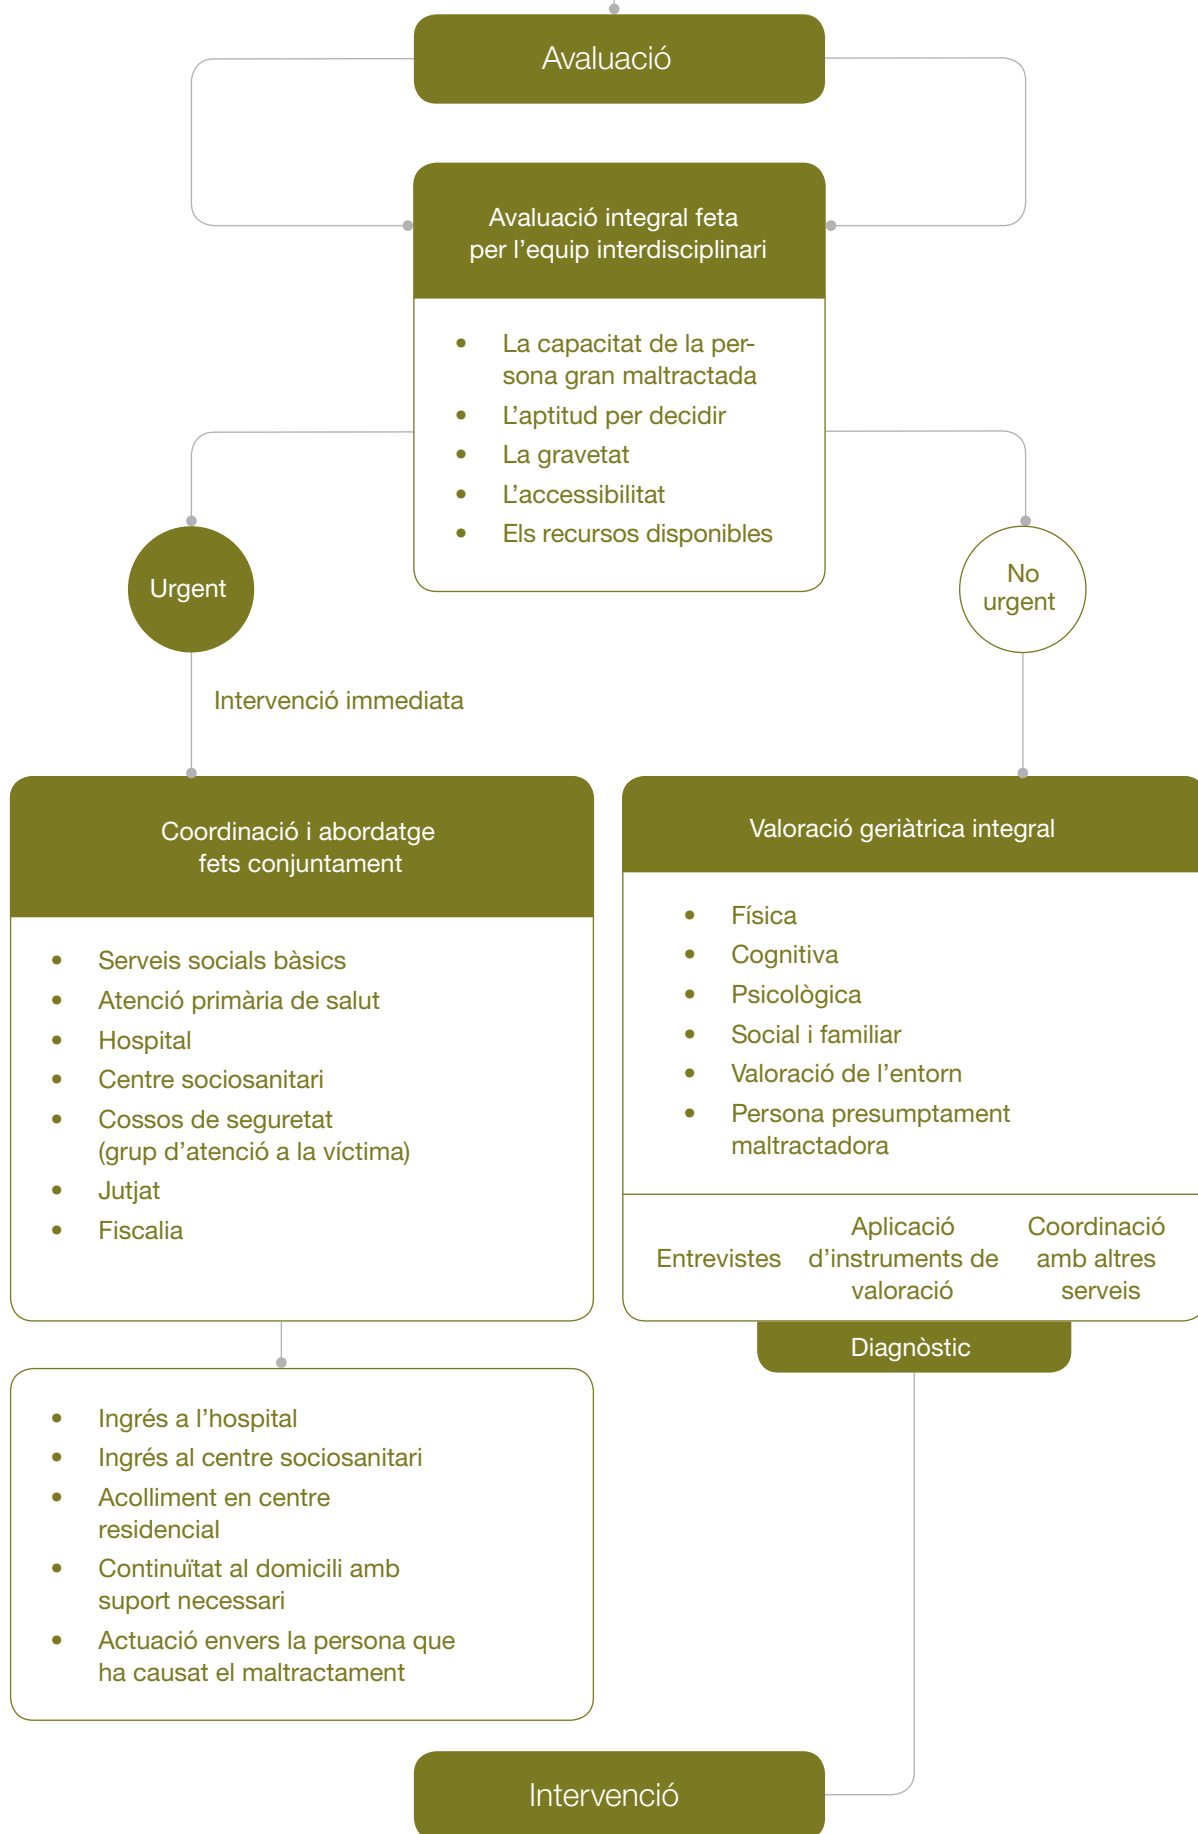 Avaluació
Avaluació integral feta
per l’equip interdisciplinari
• La capacitat de la per-
sona gran maltractada
• L’aptitud per decidir
• La gravetat
• L’accessibilitat
• Els recursos disponibles
Urgent
No
urgent
Intervenció immediata
Coordinació i abordatge
fets conjuntament
• Serveis socials bàsics
• Atenció primària de salut
• Hospital
• Centre sociosanitari
• Cossos de seguretat
(grup d’atenció a la víctima)
• Jutjat
• Fiscalia
• Ingrés a l’hospital
• Ingrés al centre sociosanitari
• Acolliment en centre
residencial
• Continuïtat al domicili amb
suport necessari
• Actuació envers la persona que
ha causat el maltractament
Valoració geriàtrica integral
• Física
• Cognitiva
• Psicològica
• Social i familiar
• Valoració de l’entorn
• Persona presumptament
maltractadora
Entrevistes
Aplicació
d’instruments de
valoració
Coordinació
amb altres
serveis
Diagnòstic
Intervenció